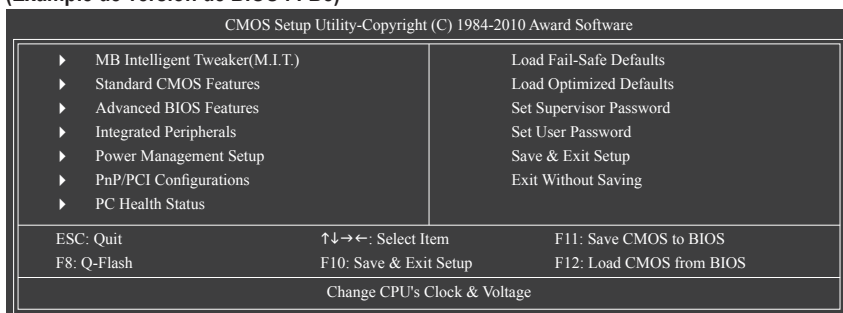 de version de BIOS
CMOS Setup Utility-Copyright (C) 1984-2010 Award Software
MB Intelligent Tweaker(M.I.T.)
Standard CMOS Features
Advanced BIOS Features
Integrated Peripherals
Power Management Setup
PnP/PCI Configurations
PC Health Status
Load Fail-Safe Defaults
Load Optimized Defaults
Set Supervisor Password
Set User Password
Save & Exit Setup
Exit Without Saving
ESC: Quit ↑↓→←: Select Item F11: Save CMOS to BIOS
F8: Q-Flash F10: Save & Exit Setup F12: Load CMOS from BIOS
Change CPU's Clock & Voltage